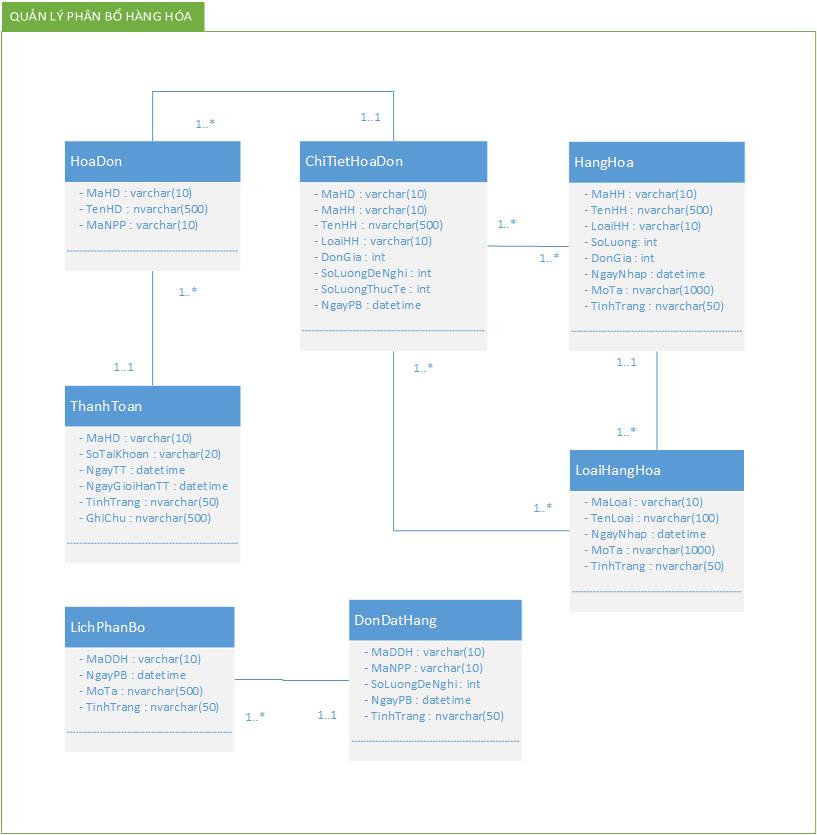 QUẢN LÝ PHÂN BỔ HÀNG HÓA
1..*
1..1
HoaDon
- MaHD : varchar(10)
- TenHD : nvarchar(500)
- MaNPP : varchar(10)
ChiTietHoaDon
- MaHD : varchar(10)
- MaHH : varchar(10)
- TenHH : nvarchar(500)
- LoaiHH : varchar(10)
- DonGia : int
- SoLuongDeNghi : int
- SoLuongThucTe : int
- NgayPB : datetime
1..*
1..*
HangHoa
- MaHH : varchar(10)
- TenHH : nvarchar(500)
- LoaiHH : varchar(10)
- SoLuong: int
- DonGia : int
- NgayNhap : datetime
- MoTa : nvarchar(1000)
- TinhTrang : nvarchar(50)
1..*
1..1
1..*
1..1
1..*
1..*
ThanhToan
- MaHD : varchar(10)
- SoTaiKhoan : varchar(20)
- NgayTT : datetime
- NgayGioiHanTT : datetime
- TinhTrang : nvarchar(50)
- GhiChu : nvarchar(500)
LoaiHangHoa
- MaLoai : varchar(10)
- TenLoai : nvarchar(100)
- NgayNhap : datetime
- MoTa : nvarchar(1000)
- TinhTrang : nvarchar(50)
LichPhanBo
- MaDDH : varchar(10)
- NgayPB : datetime
- MoTa : nvarchar(500)
- TinhTrang : nvarchar(50)
1..*
1..1
DonDatHang
- MaDDH : varchar(10)
- MaNPP : varchar(10)
- SoLuongDeNghi : int
- NgayPB : datetime
- TinhTrang : nvarchar(50)